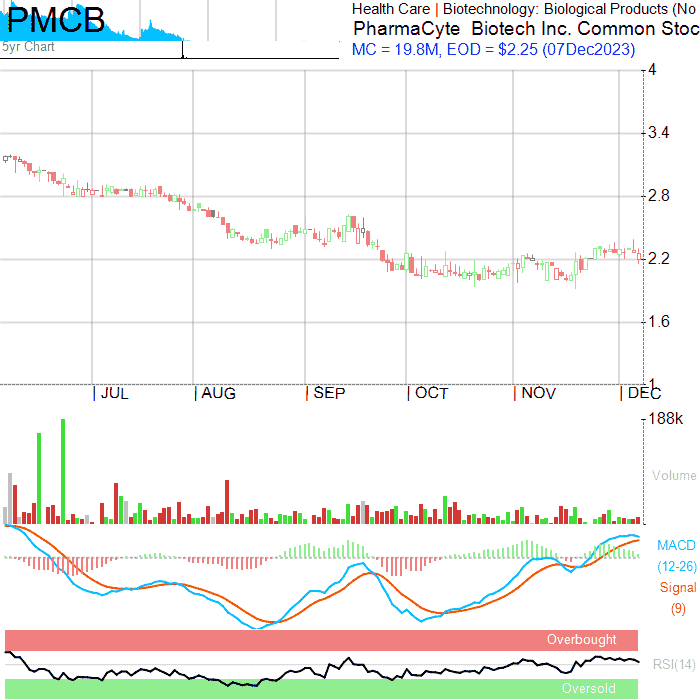 PMCB
5yr Chart
Health Care | Biotechnology: Biological Products (No
PharmaCyte Biotech Inc. Common Stoc
MC = 19.8M, EOD = $2.25 (07Dec2023)
4
3.4
2.8
2.2
1.6
1
JUL
AUG
SEP
OCT
NOV
DEC
188k
Volume
MACD
(12-26)
Signal
(9)
Overbought
RSI(14)
Oversold